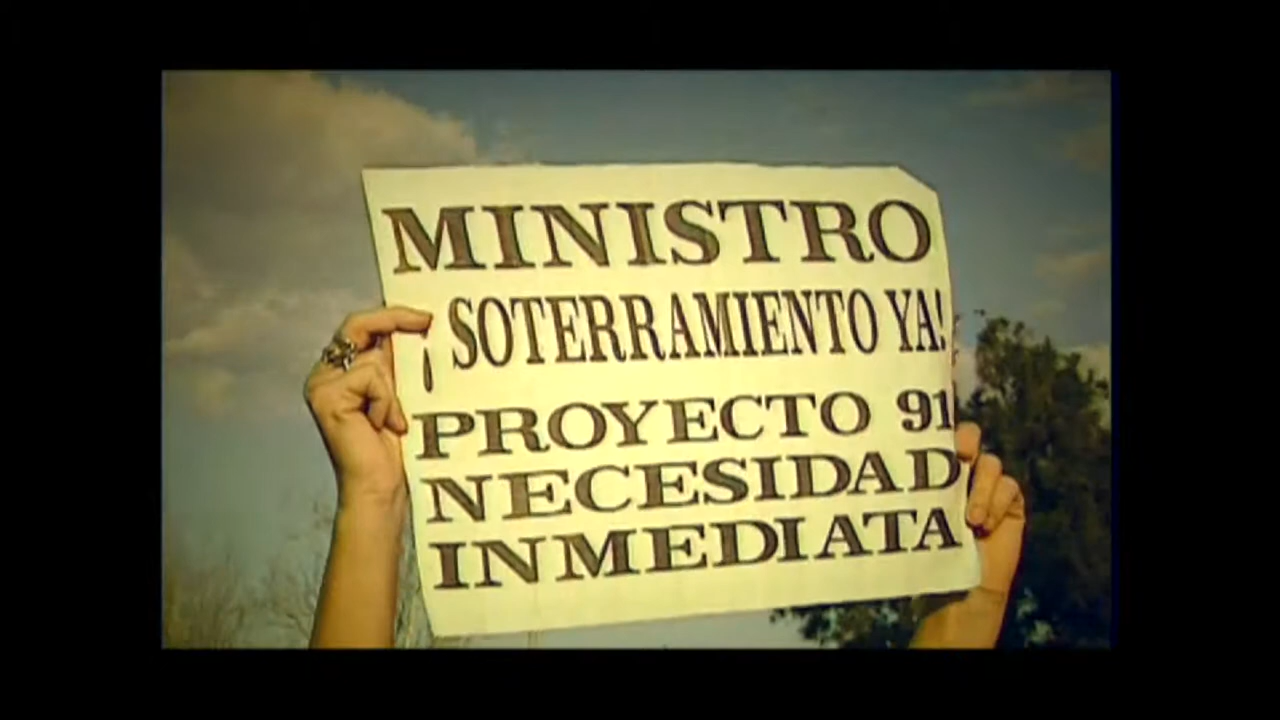 MINISTRO
¡SOTERRAMIENTO YA!
PROYECTO 91
NECESIDAD
INMEDIATA